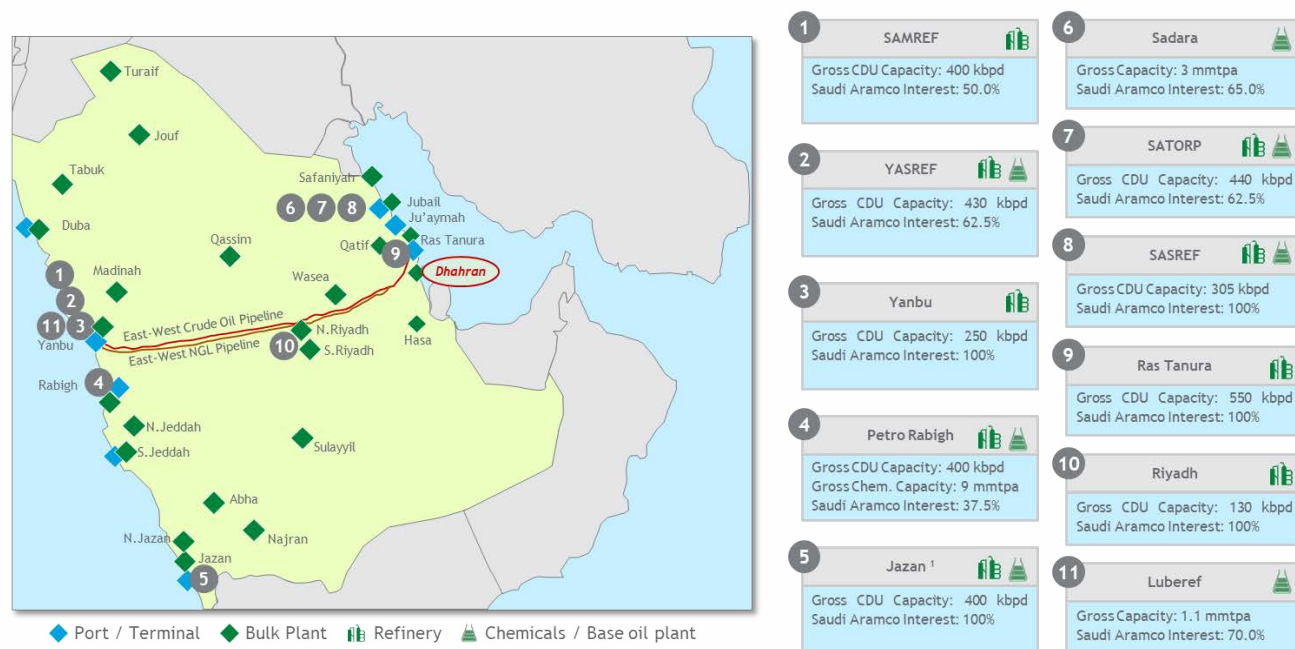 Turaif
Jouf
Tabuk
Safaniyah
Jubail
6 7 8
Ju'aymah
Duba
Qassim
Qatif
Ras Tanura
9
1
Madinah
Wasea
Dhahran
2
11 3
East-West Crude Oil Pipeline
N.Riyadh
Yanbu
East-West NGL Pipeline
10
S.Riyadh
Hasa
Rabigh
4
N.Jeddah
S.Jeddah
Sulayyil
Abha
N.Jazan
Najran
Jazan
5
Port / Terminal
Bulk Plant
Refinery
Chemicals / Base oil plant
1
SAMREF
Gross CDU Capacity: 400 kbpd
Saudi Aramco Interest: 50.0%
2
YASREF
Gross CDU Capacity: 430 kbpd
Saudi Aramco Interest: 62.5%
3
Yanbu
Gross CDU Capacity: 250 kbpd
Saudi Aramco Interest: 100%
4
Petro Rabigh
Gross CDU Capacity: 400 kbpd
Gross Chem. Capacity: 9 mmtpa
Saudi Aramco Interest: 37.5%
5
Jazan ¹
Gross CDU Capacity: 400 kbpd
Saudi Aramco Interest: 100%
6
Sadara
Gross Capacity: 3 mmtpa
Saudi Aramco Interest: 65.0%
7
SATORP
Gross CDU Capacity: 440 kbpd
Saudi Aramco Interest: 62.5%
8
SASREF
Gross CDU Capacity: 305 kbpd
Saudi Aramco Interest: 100%
9
Ras Tanura
Gross CDU Capacity: 550 kbpd
Saudi Aramco Interest: 100%
10
Riyadh
Gross CDU Capacity: 130 kbpd
Saudi Aramco Interest: 100%
11
Luberef
Gross Capacity: 1.1 mmtpa
Saudi Aramco Interest: 70.0%